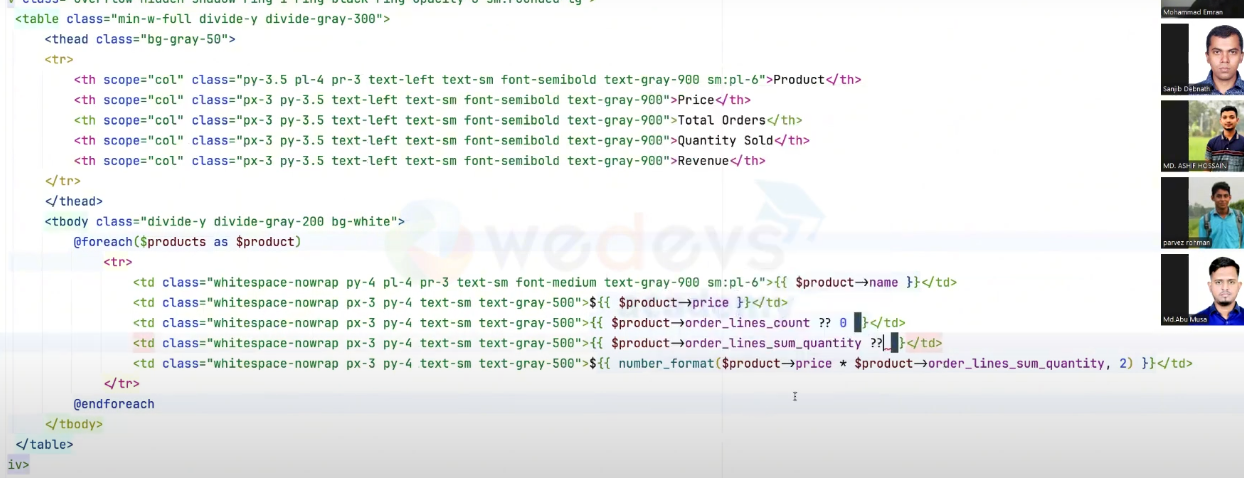 <table class="min-w-full divide-y divide-gray-300">
<thead class="bg-gray-50">
<tr>
<th scope="col" class="py-3.5 pl-4 pr-3 text-left text-sm font-semibold text-gray-900 sm:pl-6">Product</th>
<th scope="col" class="px-3 py-3.5 text-left text-sm font-semibold text-gray-900">Price</th>
<th scope="col" class="px-3 py-3.5 text-left text-sm font-semibold text-gray-900">Total Orders</th>
<th scope="col" class="px-3 py-3.5 text-left text-sm font-semibold text-gray-900">Quantity Sold</th>
<th scope="col" class="px-3 py-3.5 text-left text-sm font-semibold text-gray-900">Revenue</th>
</tr>
</thead>
<tbody class="divide-y divide-gray-200 bg-white">
@foreach($products as $product)
<tr>
<td class="whitespace-nowrap py-4 pl-4 pr-3 text-sm font-medium text-gray-900 sm:pl-6">{{ $product->name }}</td>
<td class="whitespace-nowrap px-3 py-4 text-sm text-gray-500">${{ $product->price }}</td>
<td class="whitespace-nowrap px-3 py-4 text-sm text-gray-500">{{ $product->order_lines_count ?? 0 }}</td>
<td class="whitespace-nowrap px-3 py-4 text-sm text-gray-500">{{ $product->order_lines_sum_quantity ?? }}</td>
<td class="whitespace-nowrap px-3 py-4 text-sm text-gray-500">${{ number_format($product->price * $product->order_lines_sum_quantity, 2) }}</td>
</tr>
@endforeach
</tbody>
</table>
iv>
wedevs
academy
Mohammad Emran
Sanjib Debnath
MD. ASHIF HOSSAIN
parvez rohman
Md.Abu Musa